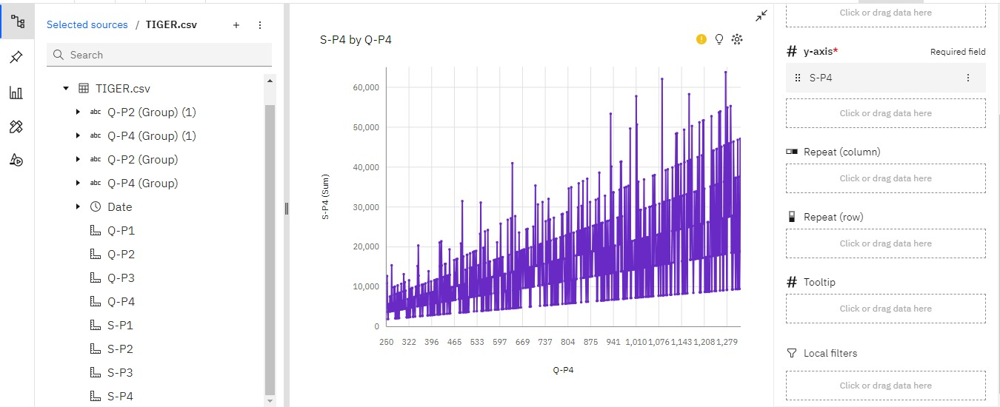 Selected sources / TIGER.csv
Search
TIGER.csv
abc Q-P2 (Group) (1)
abc Q-P4 (Group) (1)
abc Q-P2 (Group)
abc Q-P4 (Group)
Date
Q-P1
Q-P2
Q-P3
Q-P4
S-P1
S-P2
S-P3
S-P4
S-P4 by Q-P4
S-P4 (Sum)
60,000
50,000
40,000
30,000
20,000
10,000
0
250 322 396 465 533 597 669 737 804 875 941 1,010 1,076 1,143 1,208 1,279
Q-P4
Click or drag data here
# y-axis* Required field
S-P4
Click or drag data here
Repeat (column)
Click or drag data here
Repeat (row)
Click or drag data here
# Tooltip
Click or drag data here
Local filters
Click or drag data here